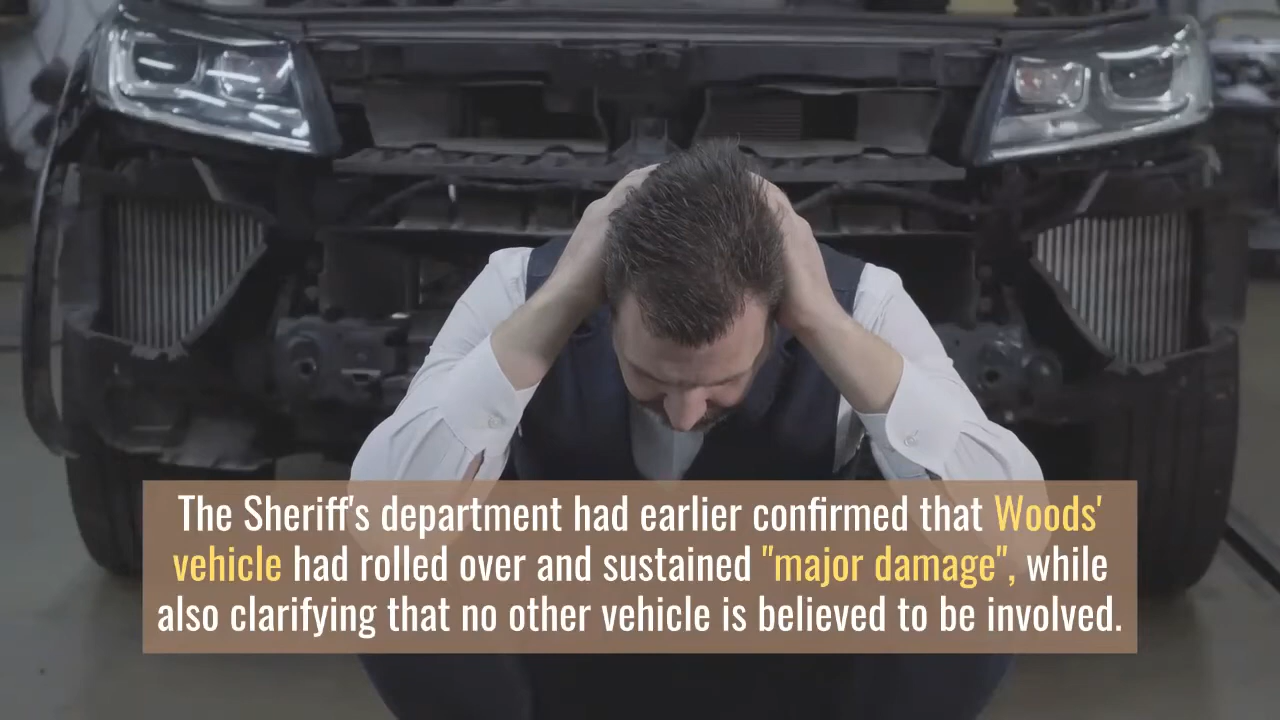 The Sheriff's department had earlier confirmed that Woods'
vehicle had rolled over and sustained "major damage", while
also clarifying that no other vehicle is believed to be involved.